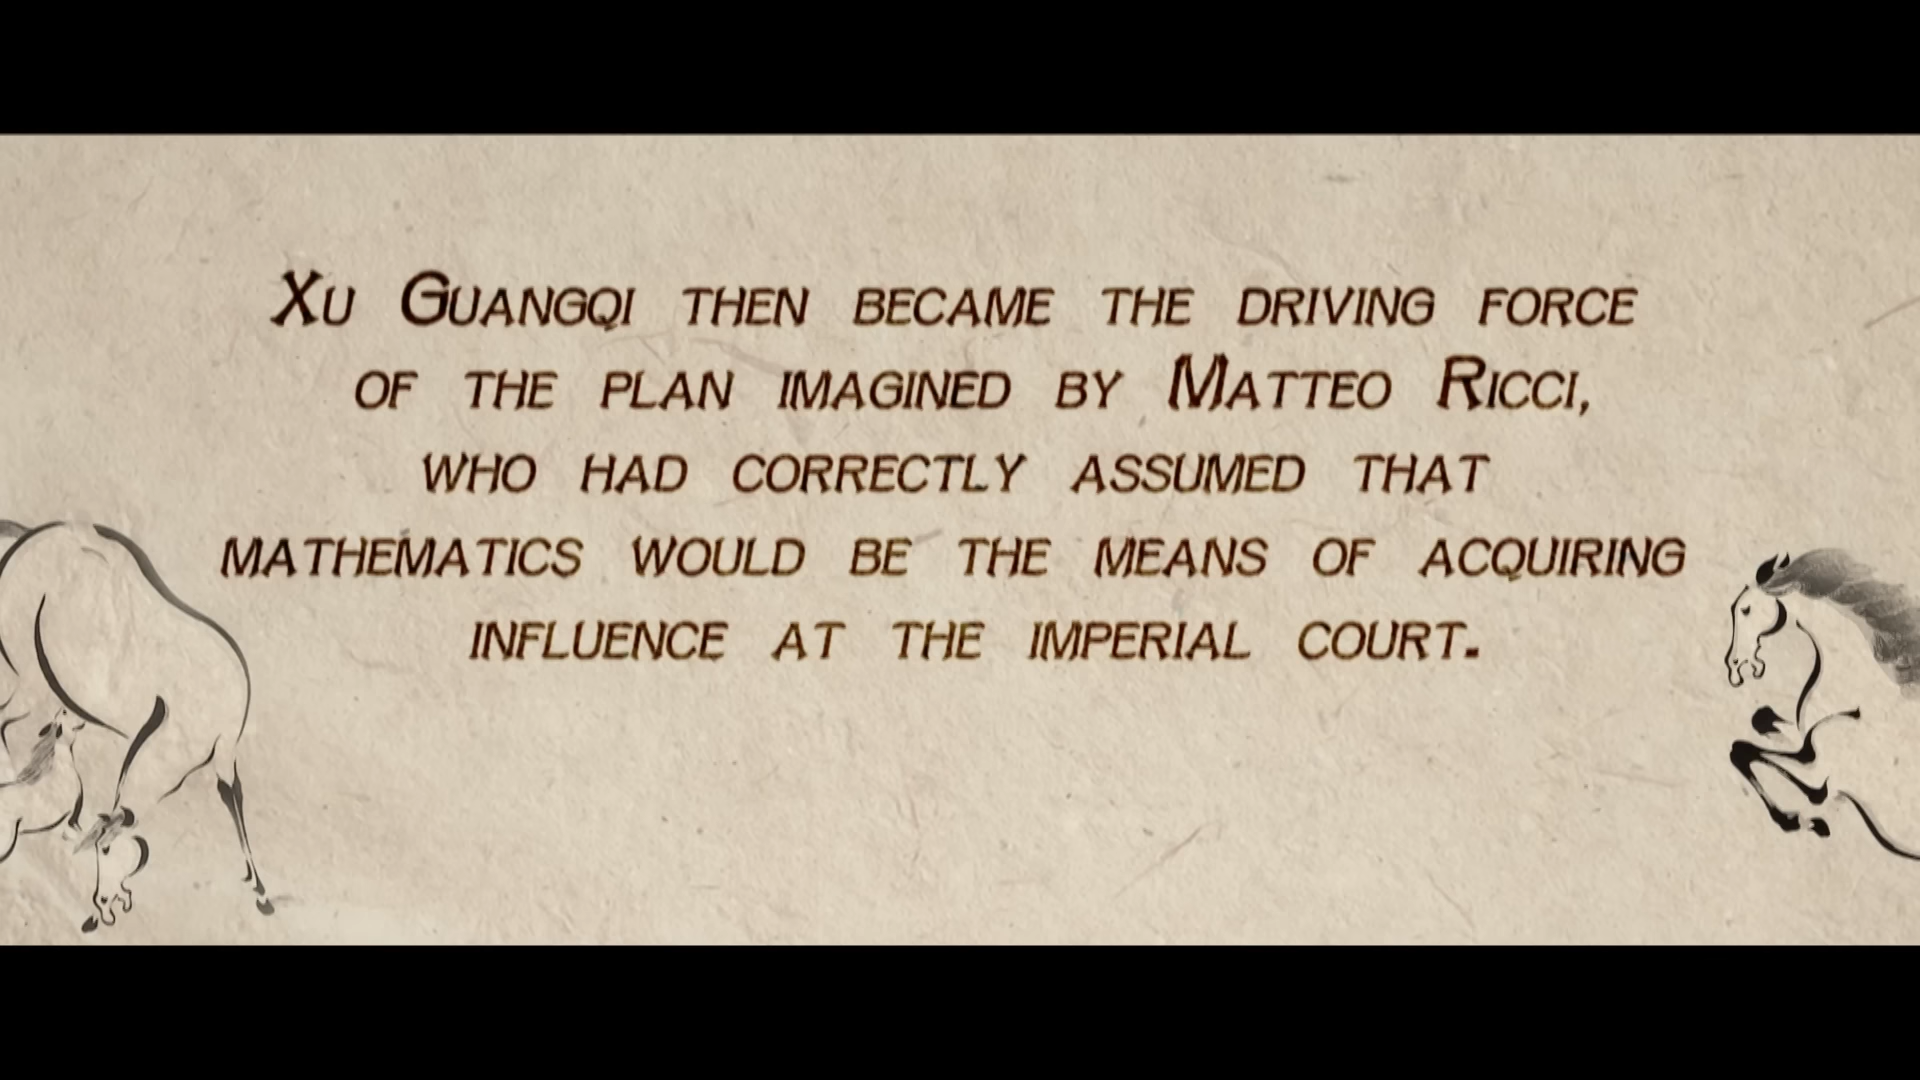 Xu Guangqi then became the driving force
of the plan imagined by Matteo Ricci,
who had correctly assumed that
mathematics would be the means of acquiring
influence at the Imperial Court.